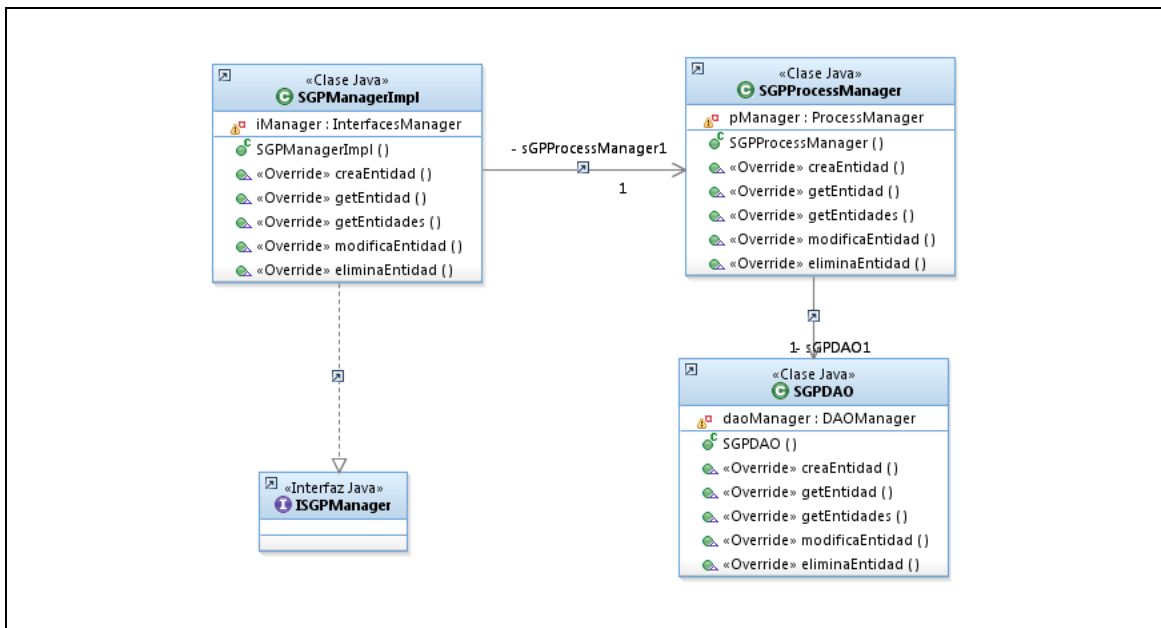 «Clase Java»
SGPManagerImpl
iManager : InterfacesManager
SGPManagerImpl ()
«Override» creaEntidad ()
«Override» getEntidad ()
«Override» getEntidades ()
«Override» modificaEntidad ()
«Override» eliminaEntidad ()
- sGPProcessManager1
1
«Clase Java»
SGPProcessManager
pManager : ProcessManager
SGPProcessManager ()
«Override» creaEntidad ()
«Override» getEntidad ()
«Override» getEntidades ()
«Override» modificaEntidad ()
«Override» eliminaEntidad ()
1- sGPDAO1
«Clase Java»
SGPDAO
daoManager : DAOManager
SGPDAO ()
«Override» creaEntidad ()
«Override» getEntidad ()
«Override» getEntidades ()
«Override» modificaEntidad ()
«Override» eliminaEntidad ()
«Interfaz Java»
ISGPManager